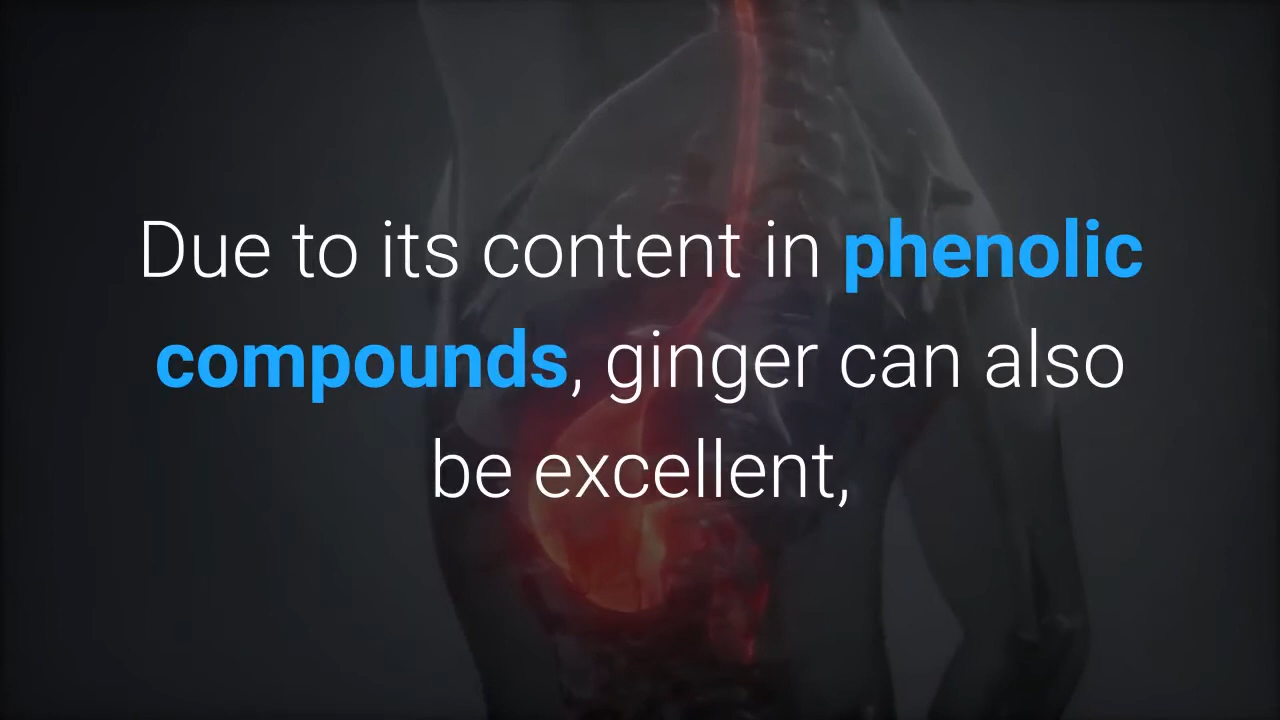 Due to its content in phenolic
compounds, ginger can also
be excellent,